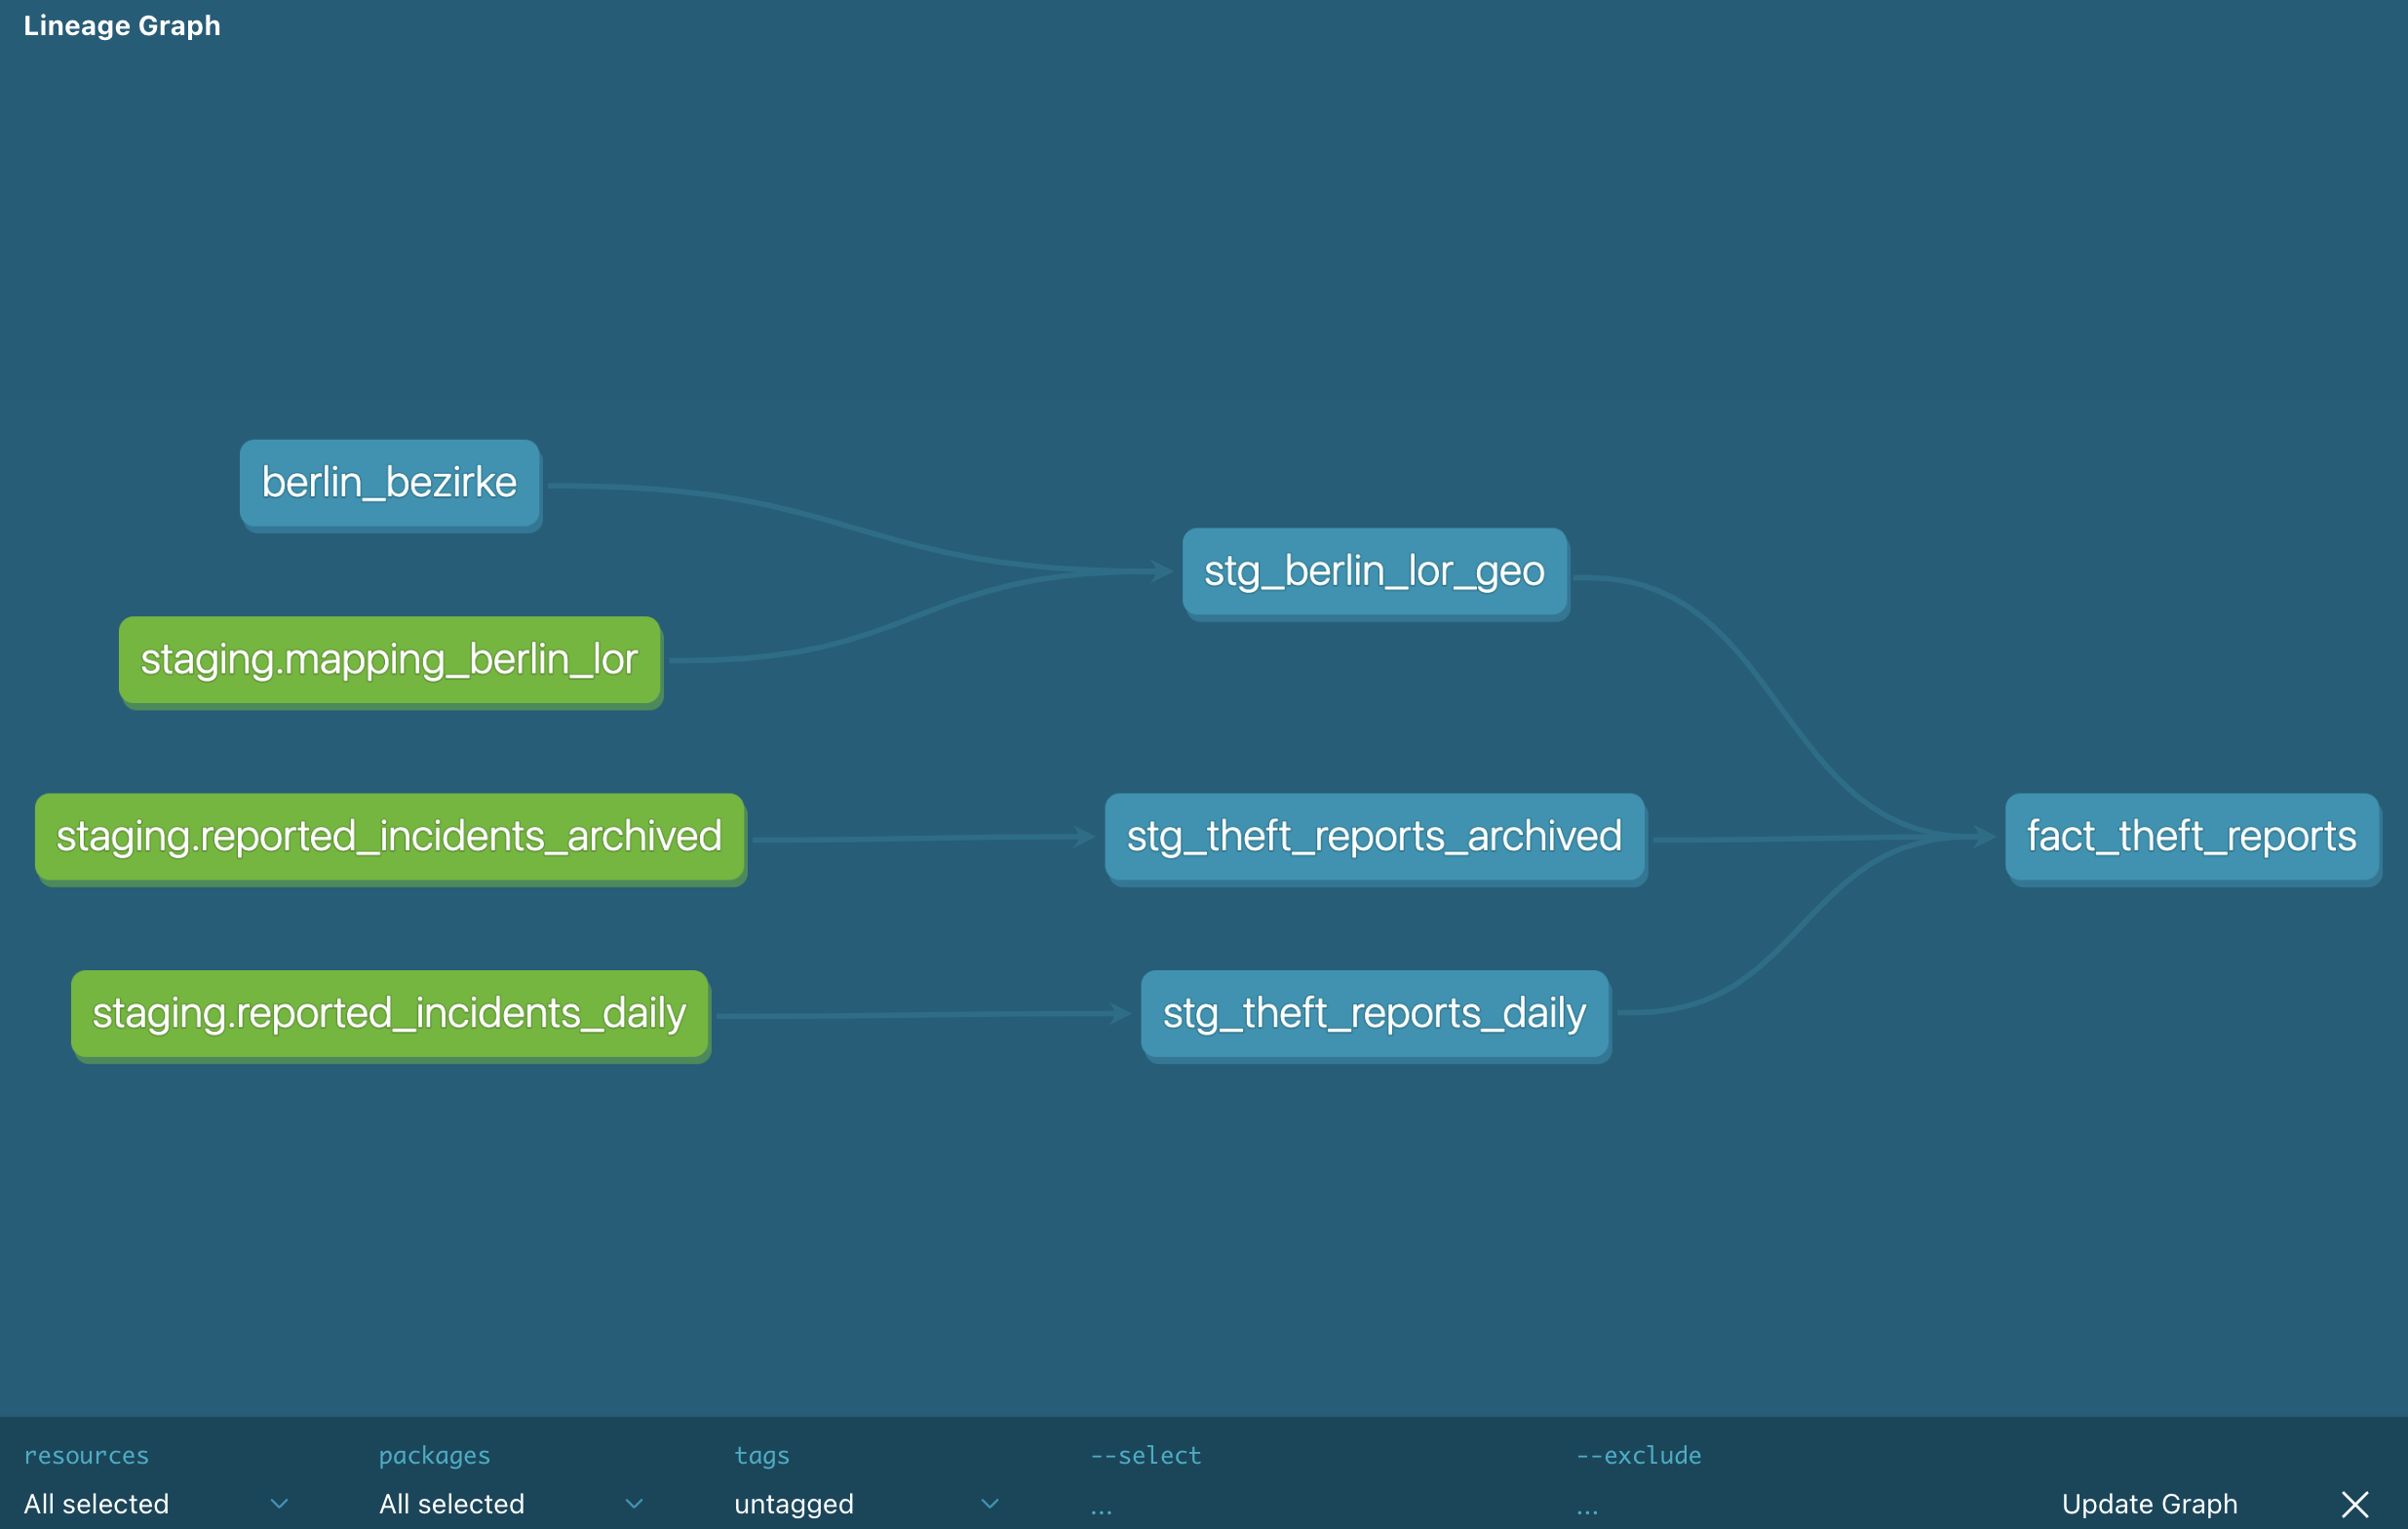 Lineage Graph
berlin_bezirke
stg_berlin_lor_geo
staging.mapping_berlin_lor
staging.reported_incidents_archived
stg_theft_reports_archived
fact_theft_reports
staging.reported_incidents_daily
stg_theft_reports_daily
resources
packages
tags
--select
--exclude
All selected
All selected
untagged
...
...
Update Graph